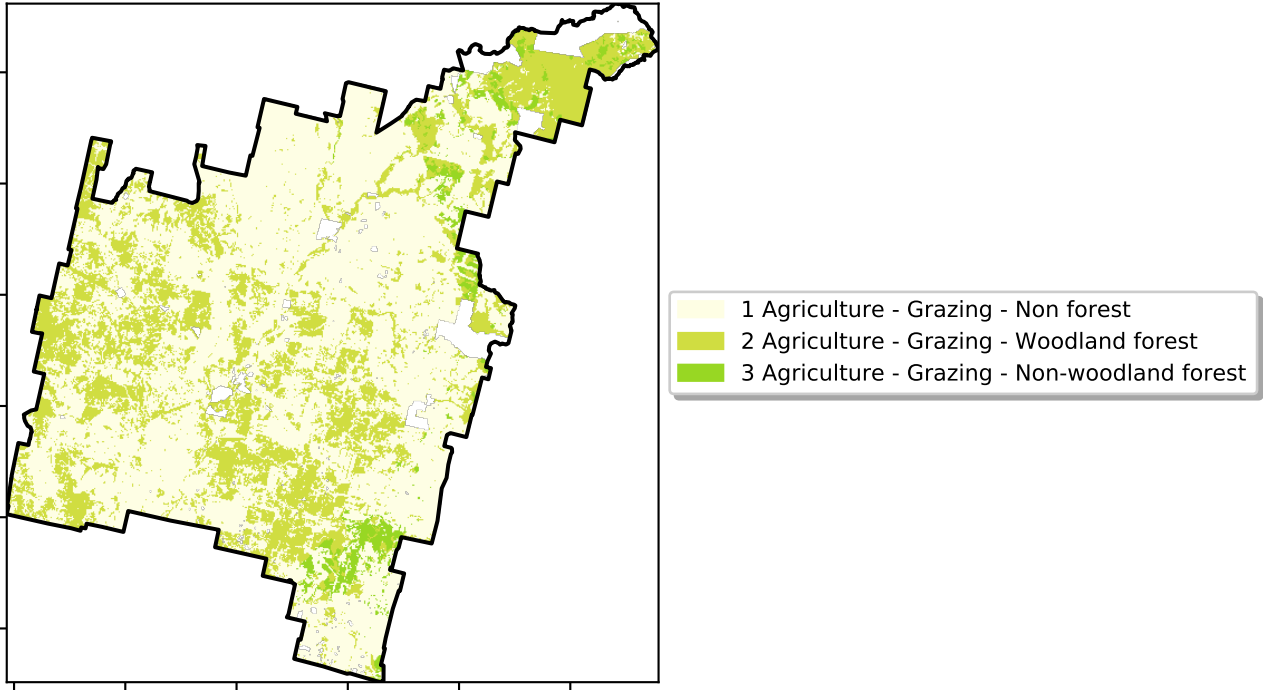 1 Agriculture - Grazing - Non forest
2 Agriculture - Grazing - Woodland forest
3 Agriculture - Grazing - Non-woodland forest